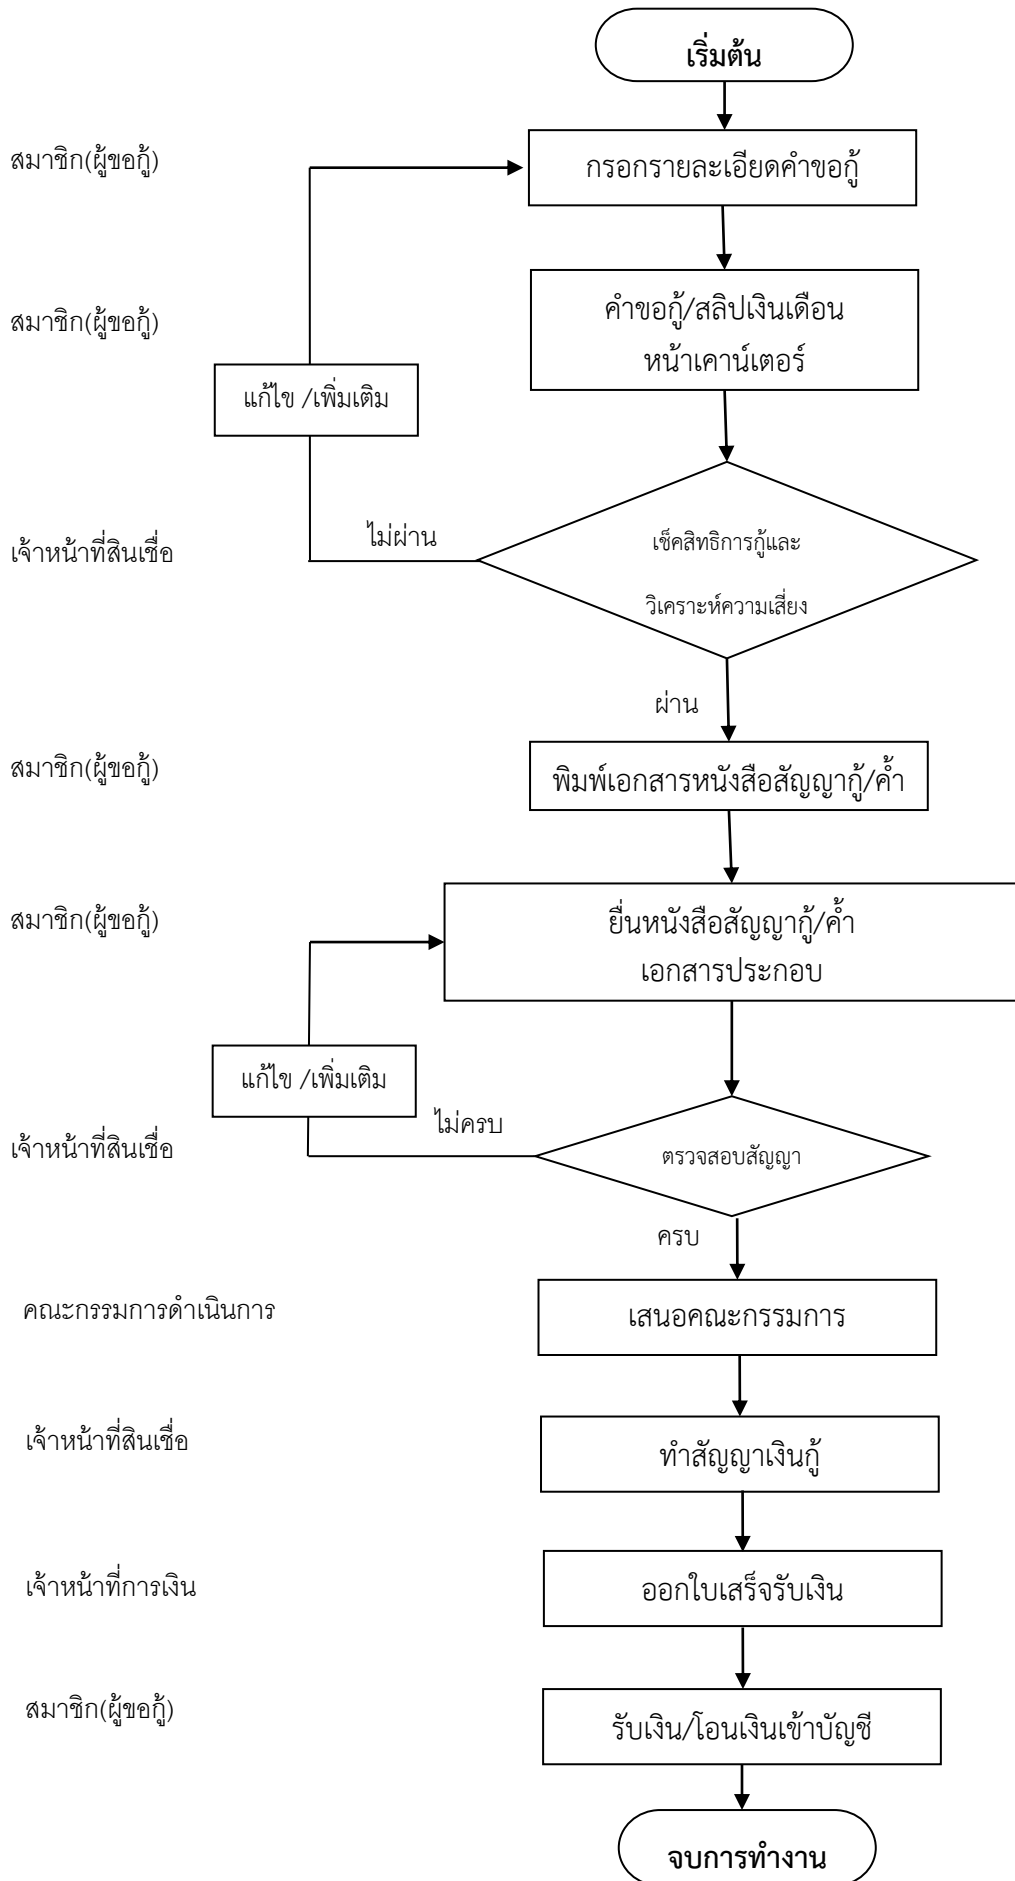 เริ่มต้น
สมาชิก(ผู้ขอกู้)
กรอกรายละเอียดคำขอกู้
สมาชิก(ผู้ขอกู้)
คำขอกู้/สลิปเงินเดือน
หน้าเคาน์เตอร์
แก้ไข /เพิ่มเติม
ไม่ผ่าน
เจ้าหน้าที่สินเชื่อ
เช็คสิทธิการกู้และ
วิเคราะห์ความเสี่ยง
ผ่าน
สมาชิก(ผู้ขอกู้)
พิมพ์เอกสารหนังสือสัญญากู้/ค้ำ
สมาชิก(ผู้ขอกู้)
ยื่นหนังสือสัญญากู้/ค้ำ
เอกสารประกอบ
แก้ไข /เพิ่มเติม
ไม่ครบ
เจ้าหน้าที่สินเชื่อ
ตรวจสอบสัญญา
ครบ
คณะกรรมการดำเนินการ
เสนอคณะกรรมการ
เจ้าหน้าที่สินเชื่อ
ทำสัญญาเงินกู้
เจ้าหน้าที่การเงิน
ออกใบเสร็จรับเงิน
สมาชิก(ผู้ขอกู้)
รับเงิน/โอนเงินเข้าบัญชี
จบการทำงาน